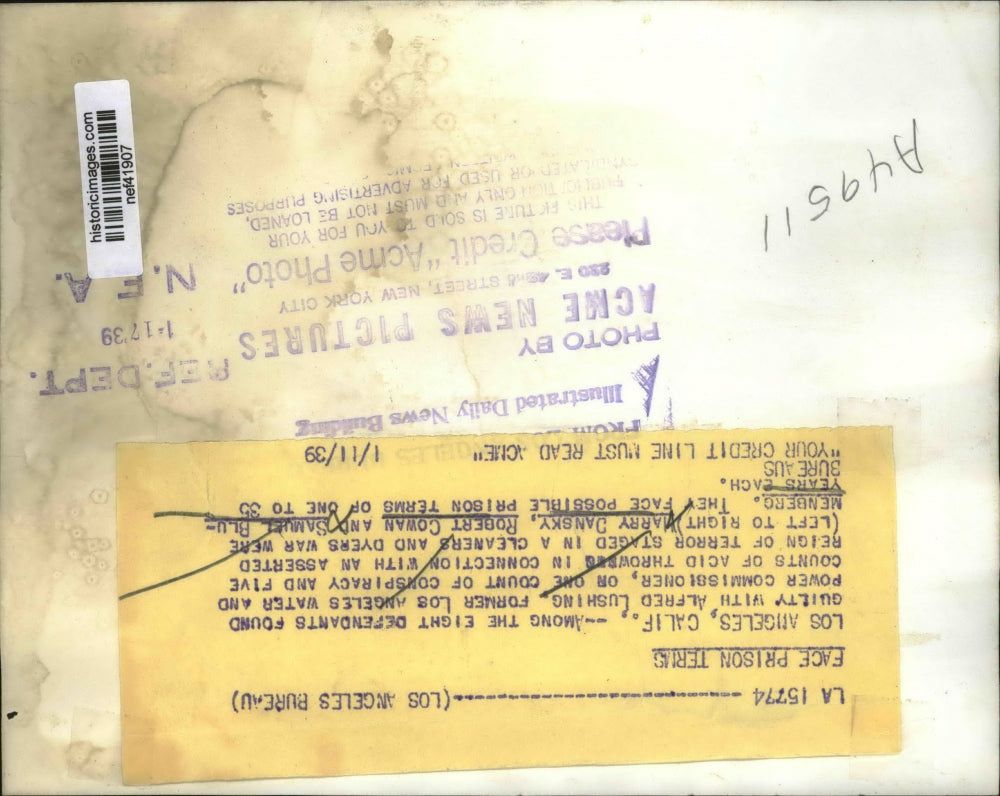 LA 15774 ------------------------------(LOS ANGELES BUREAU)
FACE PRISON TERMS
LOS ANGELES, CALIF., --AMONG THE EIGHT DEFENDANTS FOUND
GUILTY WITH ALFRED LUSHING FORMER LOS ANGELES WATER AND
POWER COMMISSIONER, OR ONE COUNT OF CONSPIRACY AND FIVE
COUNTS OF ACID THROWING IN CONNECTION WITH AN ASSERTED
REIGN OF TERROR STAGED IN A CLEANERS AND DYERS WAR WERE
(LEFT TO RIGHT) HARRY DANSKY, ROBERT COWAN AND SAMUEL BLU-
MENBERG. THEY FACE POSSIBLE PRISON TERMS OF ONE TO 35
YEARS EACH.
BUREAUS
"YOUR CREDIT LINE MUST READ ACME" 1/11/39
FROM LOS ANGELES
Illustrated Daily News Building
PHOTO BY
ACME NEWS PICTURES
220 E. 42nd STREET, NEW YORK CITY
Please Credit "Acme Photo"
THIS PICTURE IS SOLD TO YOU FOR YOUR
PUBLICATION ONLY AND MUST NOT BE LOANED,
SYNDICATED OR USED FOR ADVERTISING PURPOSES
REF. DEPT.
1-17 39
N. E. A.
historicimages.com
nef41907
A49511